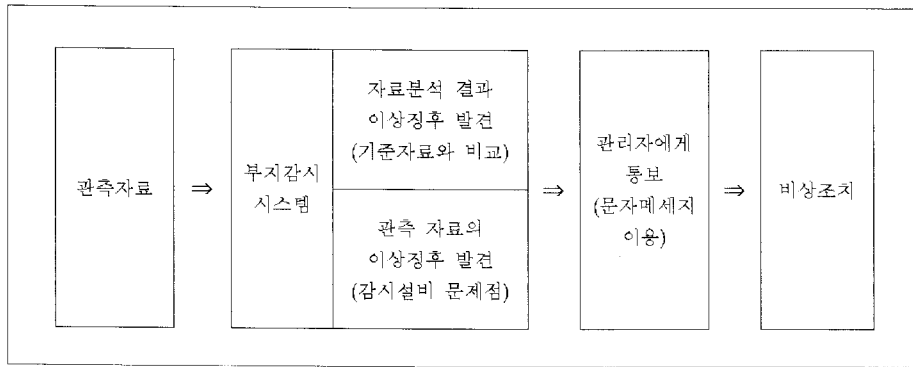 관측자료
⇒
부지감시
시스템
자료분석 결과
이상징후 발견
(기준자료와 비교)
관측 자료의
이상징후 발견
(감시설비 문제점)
⇒
관리자에게
통보
(문자메세지
이용)
⇒
비상조치